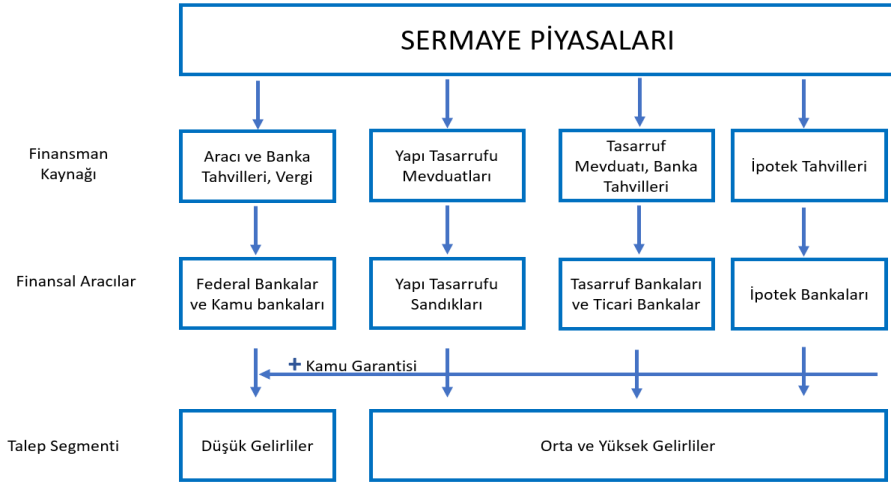 SERMAYE PİYASALARI
Finansman
Kaynağı
Aracı ve Banka
Tahvilleri, Vergi
Yapı Tasarrufu
Mevduatları
Tasarruf
Mevduatı, Banka
Tahvilleri
İpotek Tahvilleri
Finansal Aracılar
Federal Bankalar
ve Kamu bankaları
Yapı Tasarrufu
Sandıkları
Tasarruf Bankaları
ve Ticari Bankalar
İpotek Bankaları
+ Kamu Garantisi
Talep Segmenti
Düşük Gelirliler
Orta ve Yüksek Gelirliler